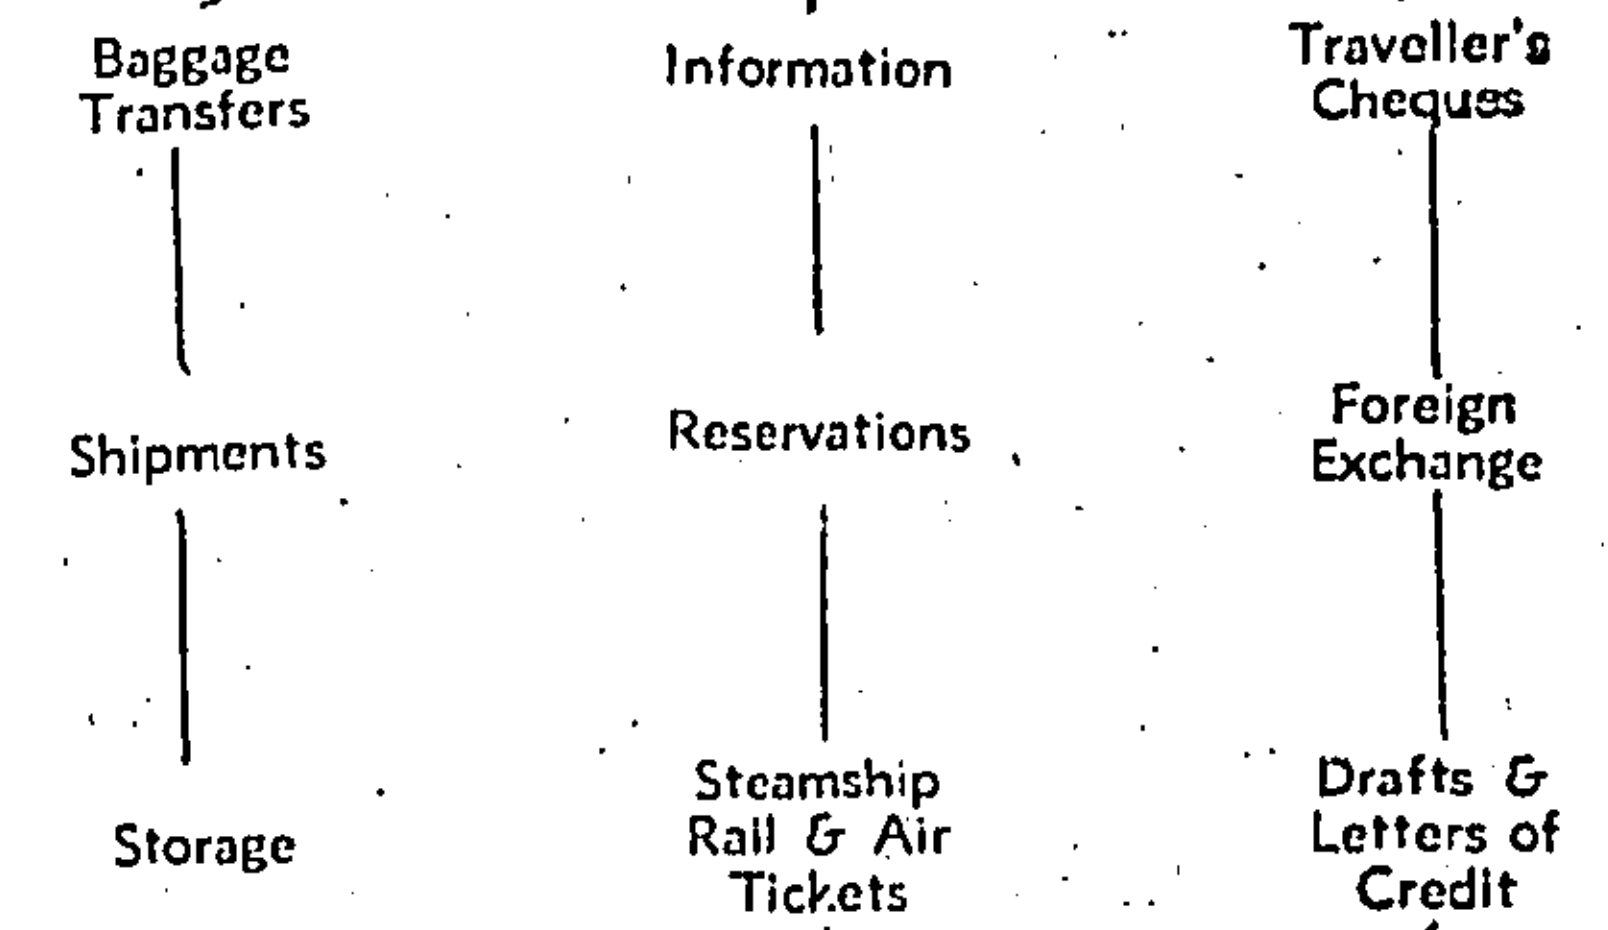 Baggage
Transfers
Shipments
Storage
Information
Reservations
Steamship
Rail & Air
Tickets
Traveller's
Cheques
Foreign
Exchange
Drafts &
Letters of
Credit